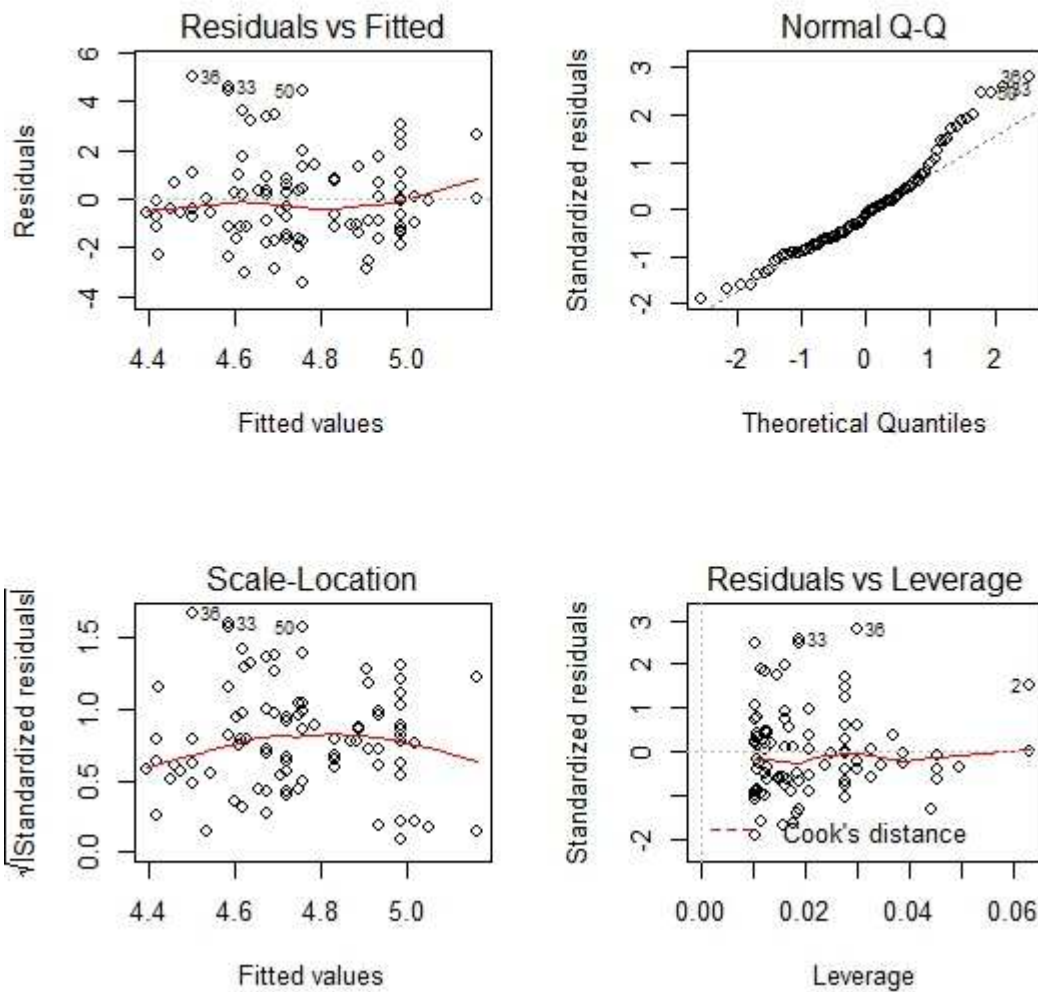 Residuals vs Fitted
Residuals
6
4
2
0
-2
-4
36
33
50
4.4 4.6 4.8 5.0
Fitted values
Normal Q-Q
Standardized residuals
3
2
1
0
-1
-2
36
33
50
-2 -1 0 1 2
Theoretical Quantiles
Scale-Location
√|Standardized residuals|
1.5
1.0
0.5
0.0
36
33
50
4.4 4.6 4.8 5.0
Fitted values
Residuals vs Leverage
Standardized residuals
3
2
1
0
-2
36
33
2
Cook's distance
0.00 0.02 0.04 0.06
Leverage